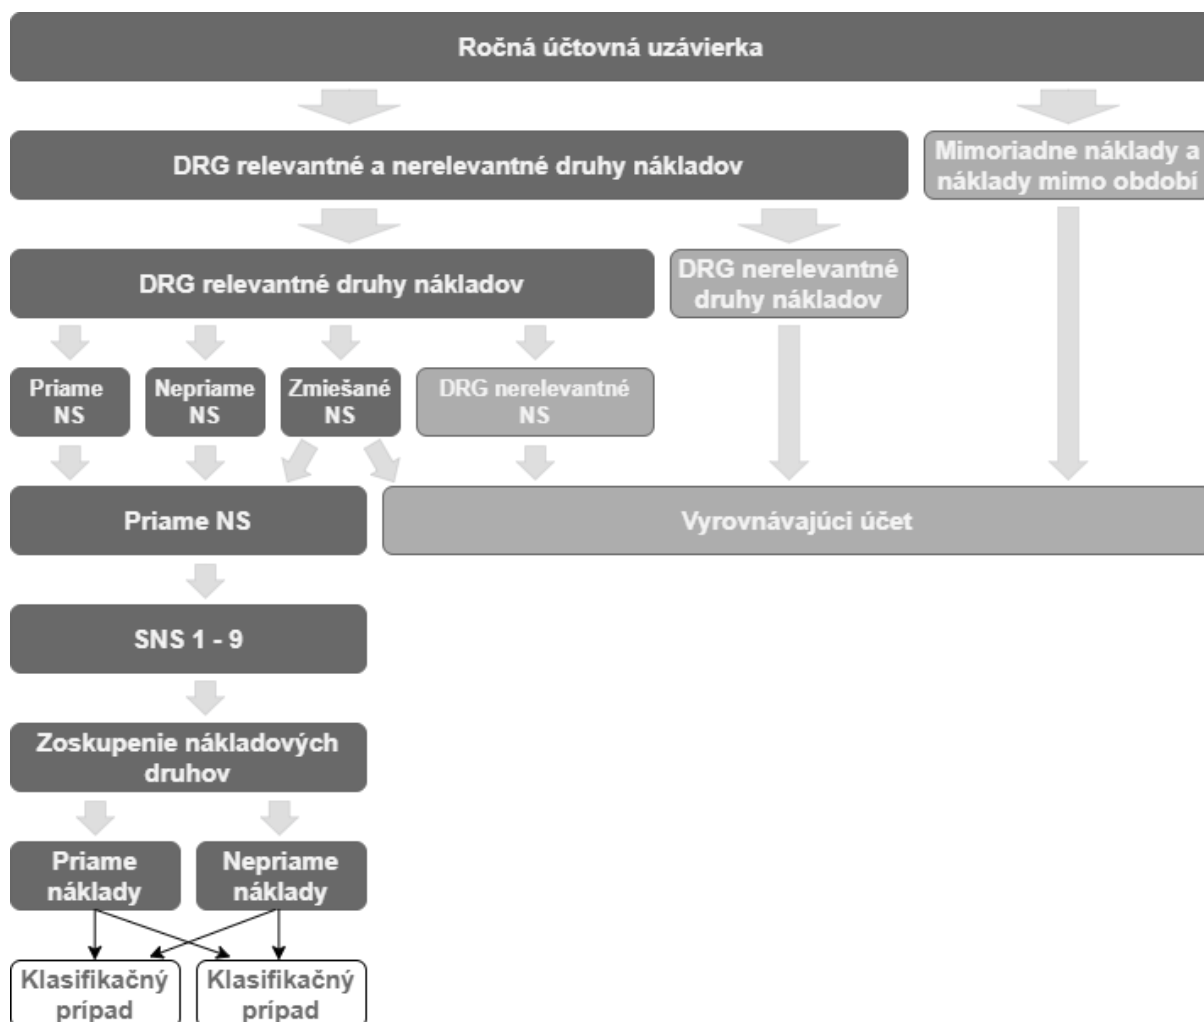 Ročná účtovná uzávierka
DRG relevantné a nerelevantné druhy nákladov
Mimoriadne náklady a
náklady mimo období
DRG relevantné druhy nákladov
DRG nerelevantné
druhy nákladov
Priame
NS
Nepriame
NS
Zmiešané
NS
DRG nerelevantné
NS
Priame NS
Vyrovnávajúci účet
SNS 1 - 9
Zoskupenie nákladových
druhov
Priame
náklady
Nepriame
náklady
Klasifikačný
prípad
Klasifikačný
prípad